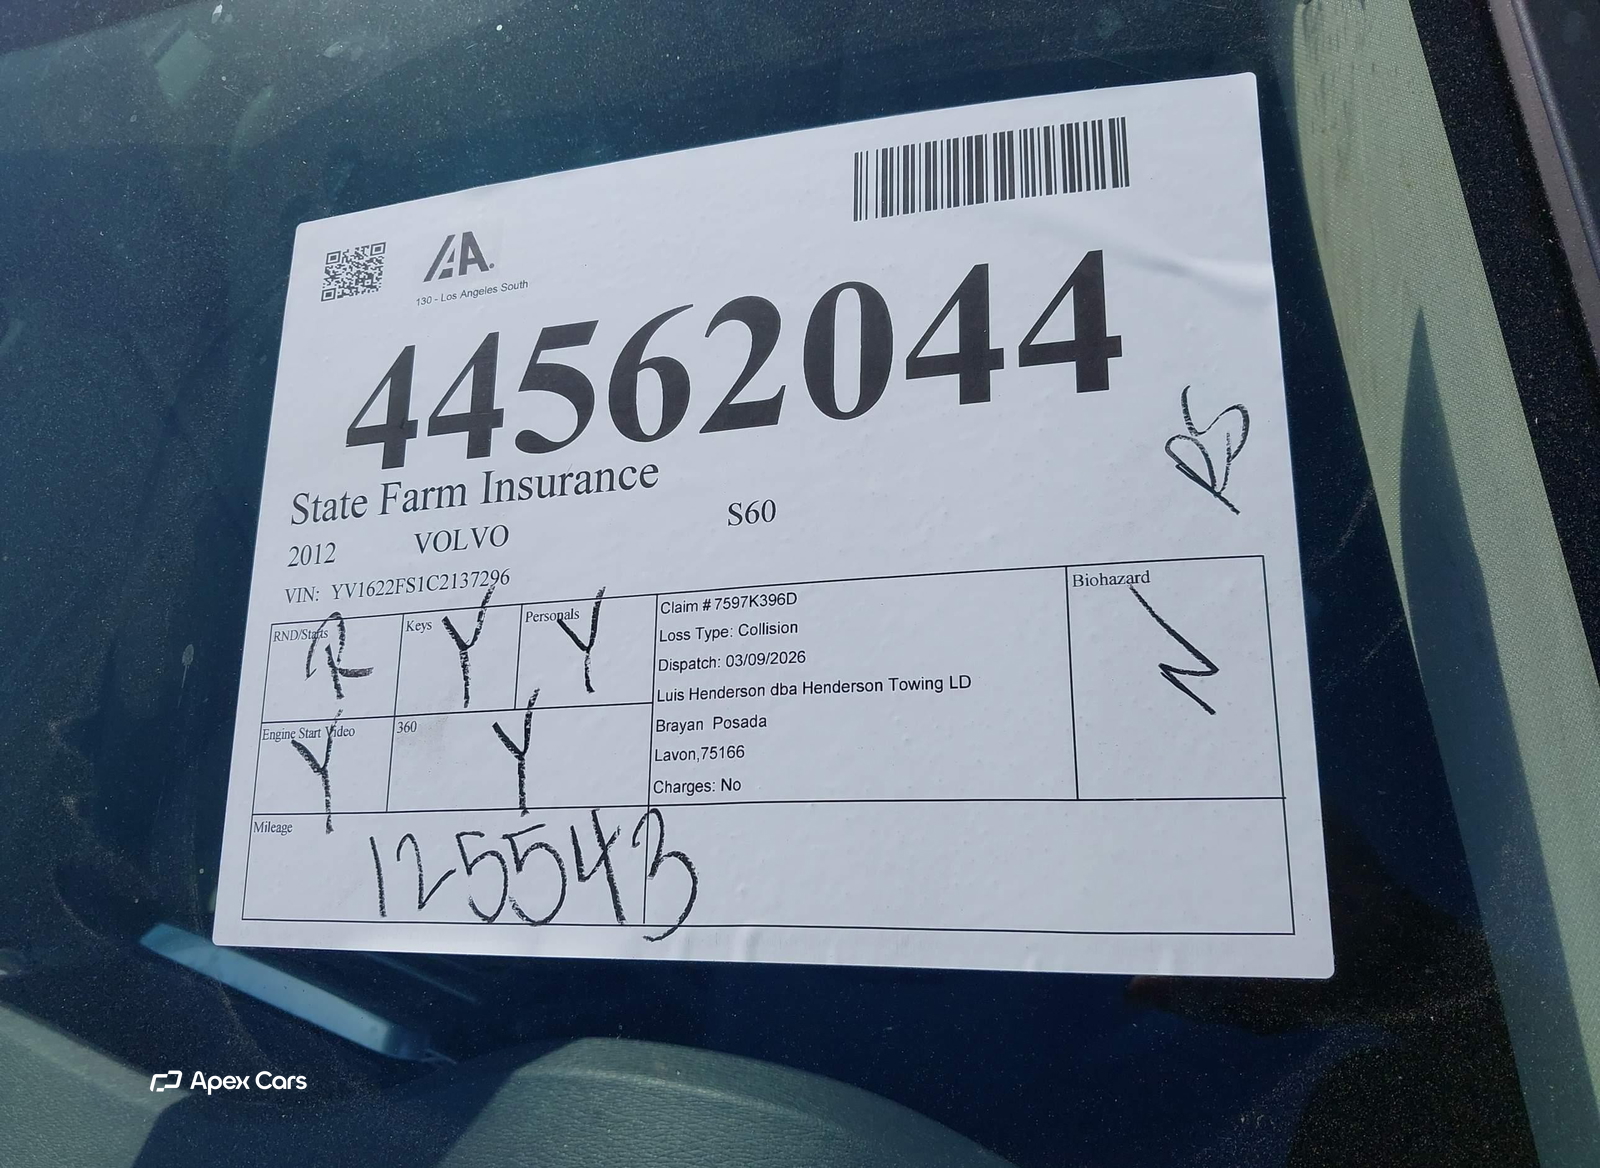 IAA
130 - Los Angeles South
44562044
BS
State Farm Insurance
2012 VOLVO S60
VIN: YV1622FS1C2137296
RND/Starts R
Keys Y
Personals Y
Engine Start Video Y
360 Y
Claim # 7597K396D
Loss Type: Collision
Dispatch: 03/09/2026
Luis Henderson dba Henderson Towing LD
Brayan Posada
Lavon,75166
Charges: No
Biohazard N
Mileage 125543
Apex Cars